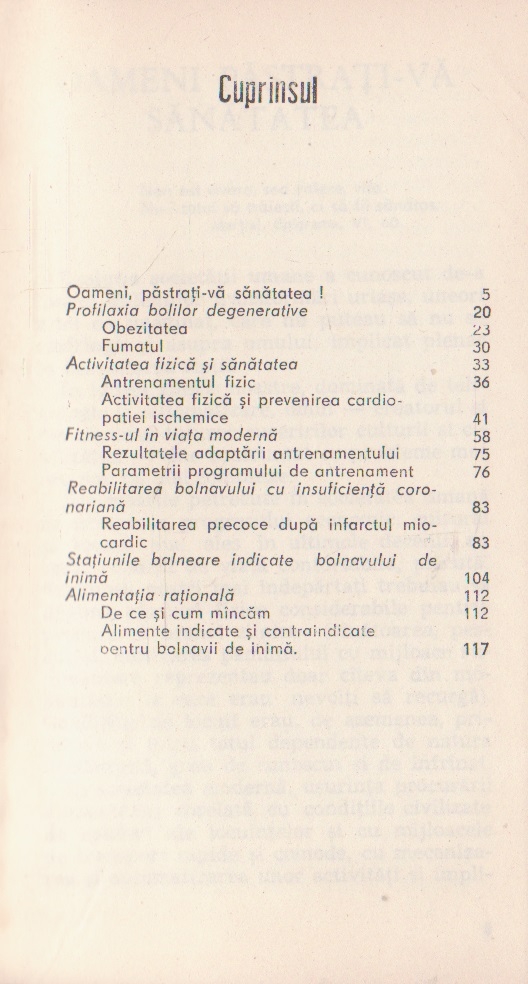 Cuprinsul
Oameni, păstrați-vă sănătatea ! 5
Profilaxia bolilor degenerative 20
Obezitatea 23
Fumatul 30
Activitatea fizică și sănătatea 33
Antrenamentul fizic 36
Activitatea fizică și prevenirea cardio-
patiei ischemice 41
Fitness-ul în viața modernă 58
Rezultatele adaptării antrenamentului 75
Parametrii programului de antrenament 76
Reabilitarea bolnavului cu insuficiență coro-
nariană 83
Reabilitarea precoce după infarctul mio-
cardic 83
Stațiunile balneare indicate bolnavului de
inimă 104
Alimentația rațională 112
De ce și cum mîncăm 112
Alimente indicate și contraindicate
oentru bolnavii de inimă. 117